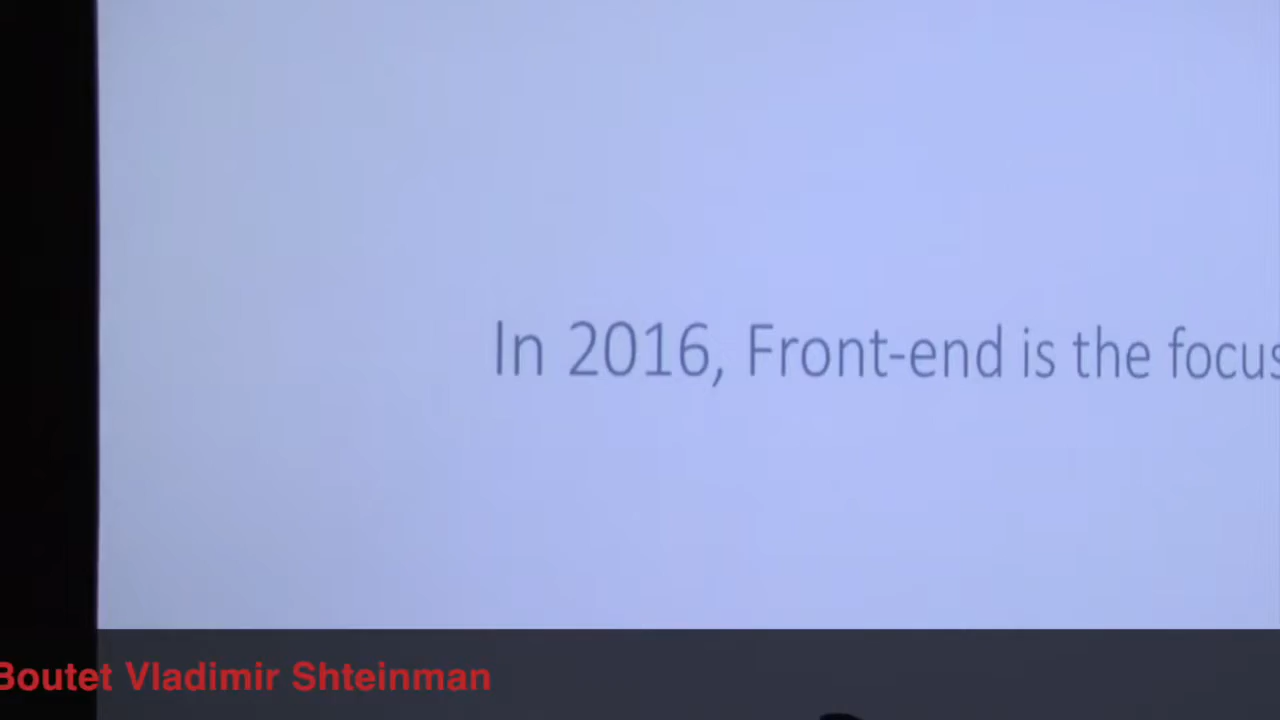 In 2016, Front-end is the focus
Boutet Vladimir Shteinman